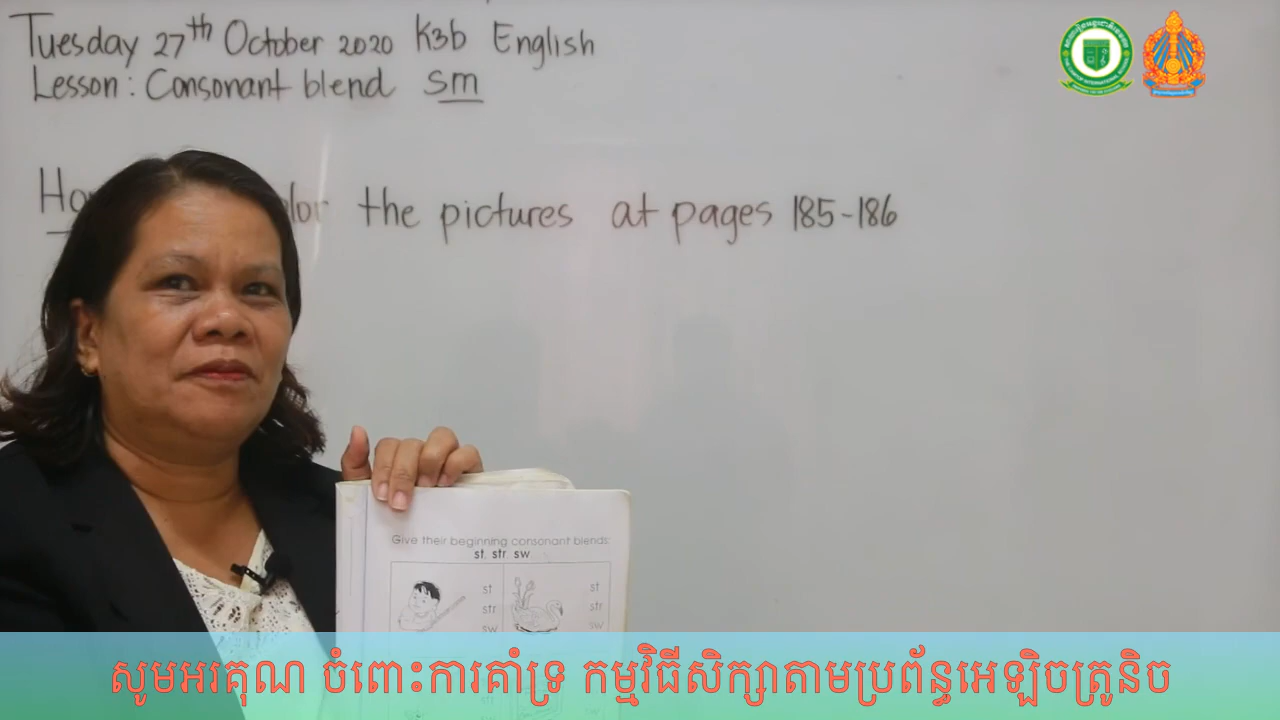 Tuesday 27th October 2020 K3b English
Lesson: Consonant blend sm
the pictures at pages 185-186
Give their beginning consonant blends:
st, str, sw
st
str
sw
st
str
sw
សូមអរគុណ ចំពោះការគាំទ្រ កម្មវិធីសិក្សាតាមប្រព័ន្ធអេឡិចត្រូនិច